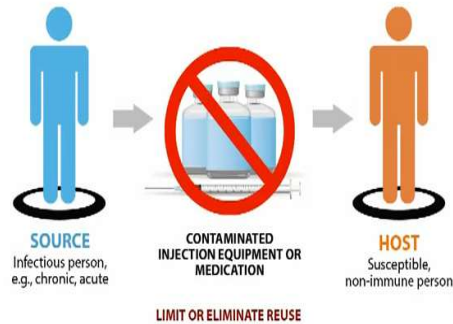 SOURCE
Infectious person,
e.g., chronic, acute
CONTAMINATED
INJECTION EQUIPMENT OR
MEDICATION
HOST
Susceptible,
non-immune person
LIMIT OR ELIMINATE REUSE